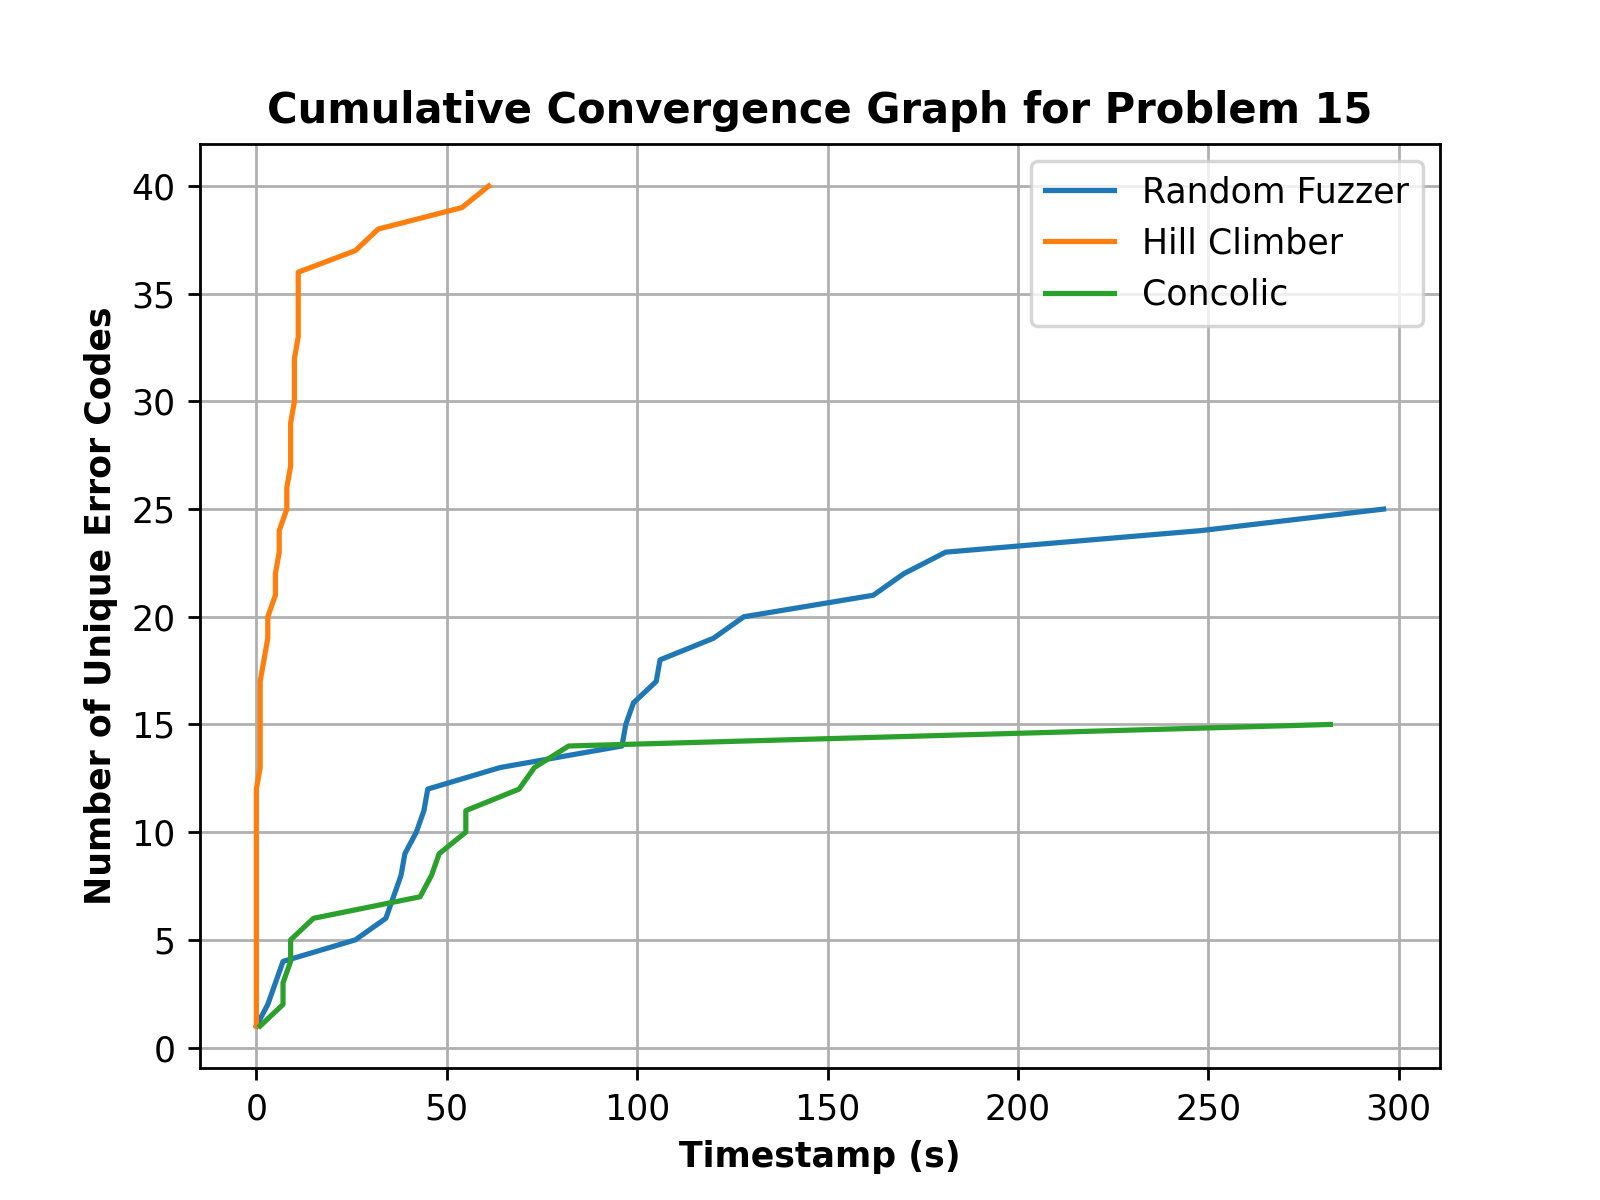 Cumulative Convergence Graph for Problem 15
Number of Unique Error Codes
40
35
30
25
20
15
10
5
0
Random Fuzzer
Hill Climber
Concolic
0 50 100 150 200 250 300
Timestamp (s)